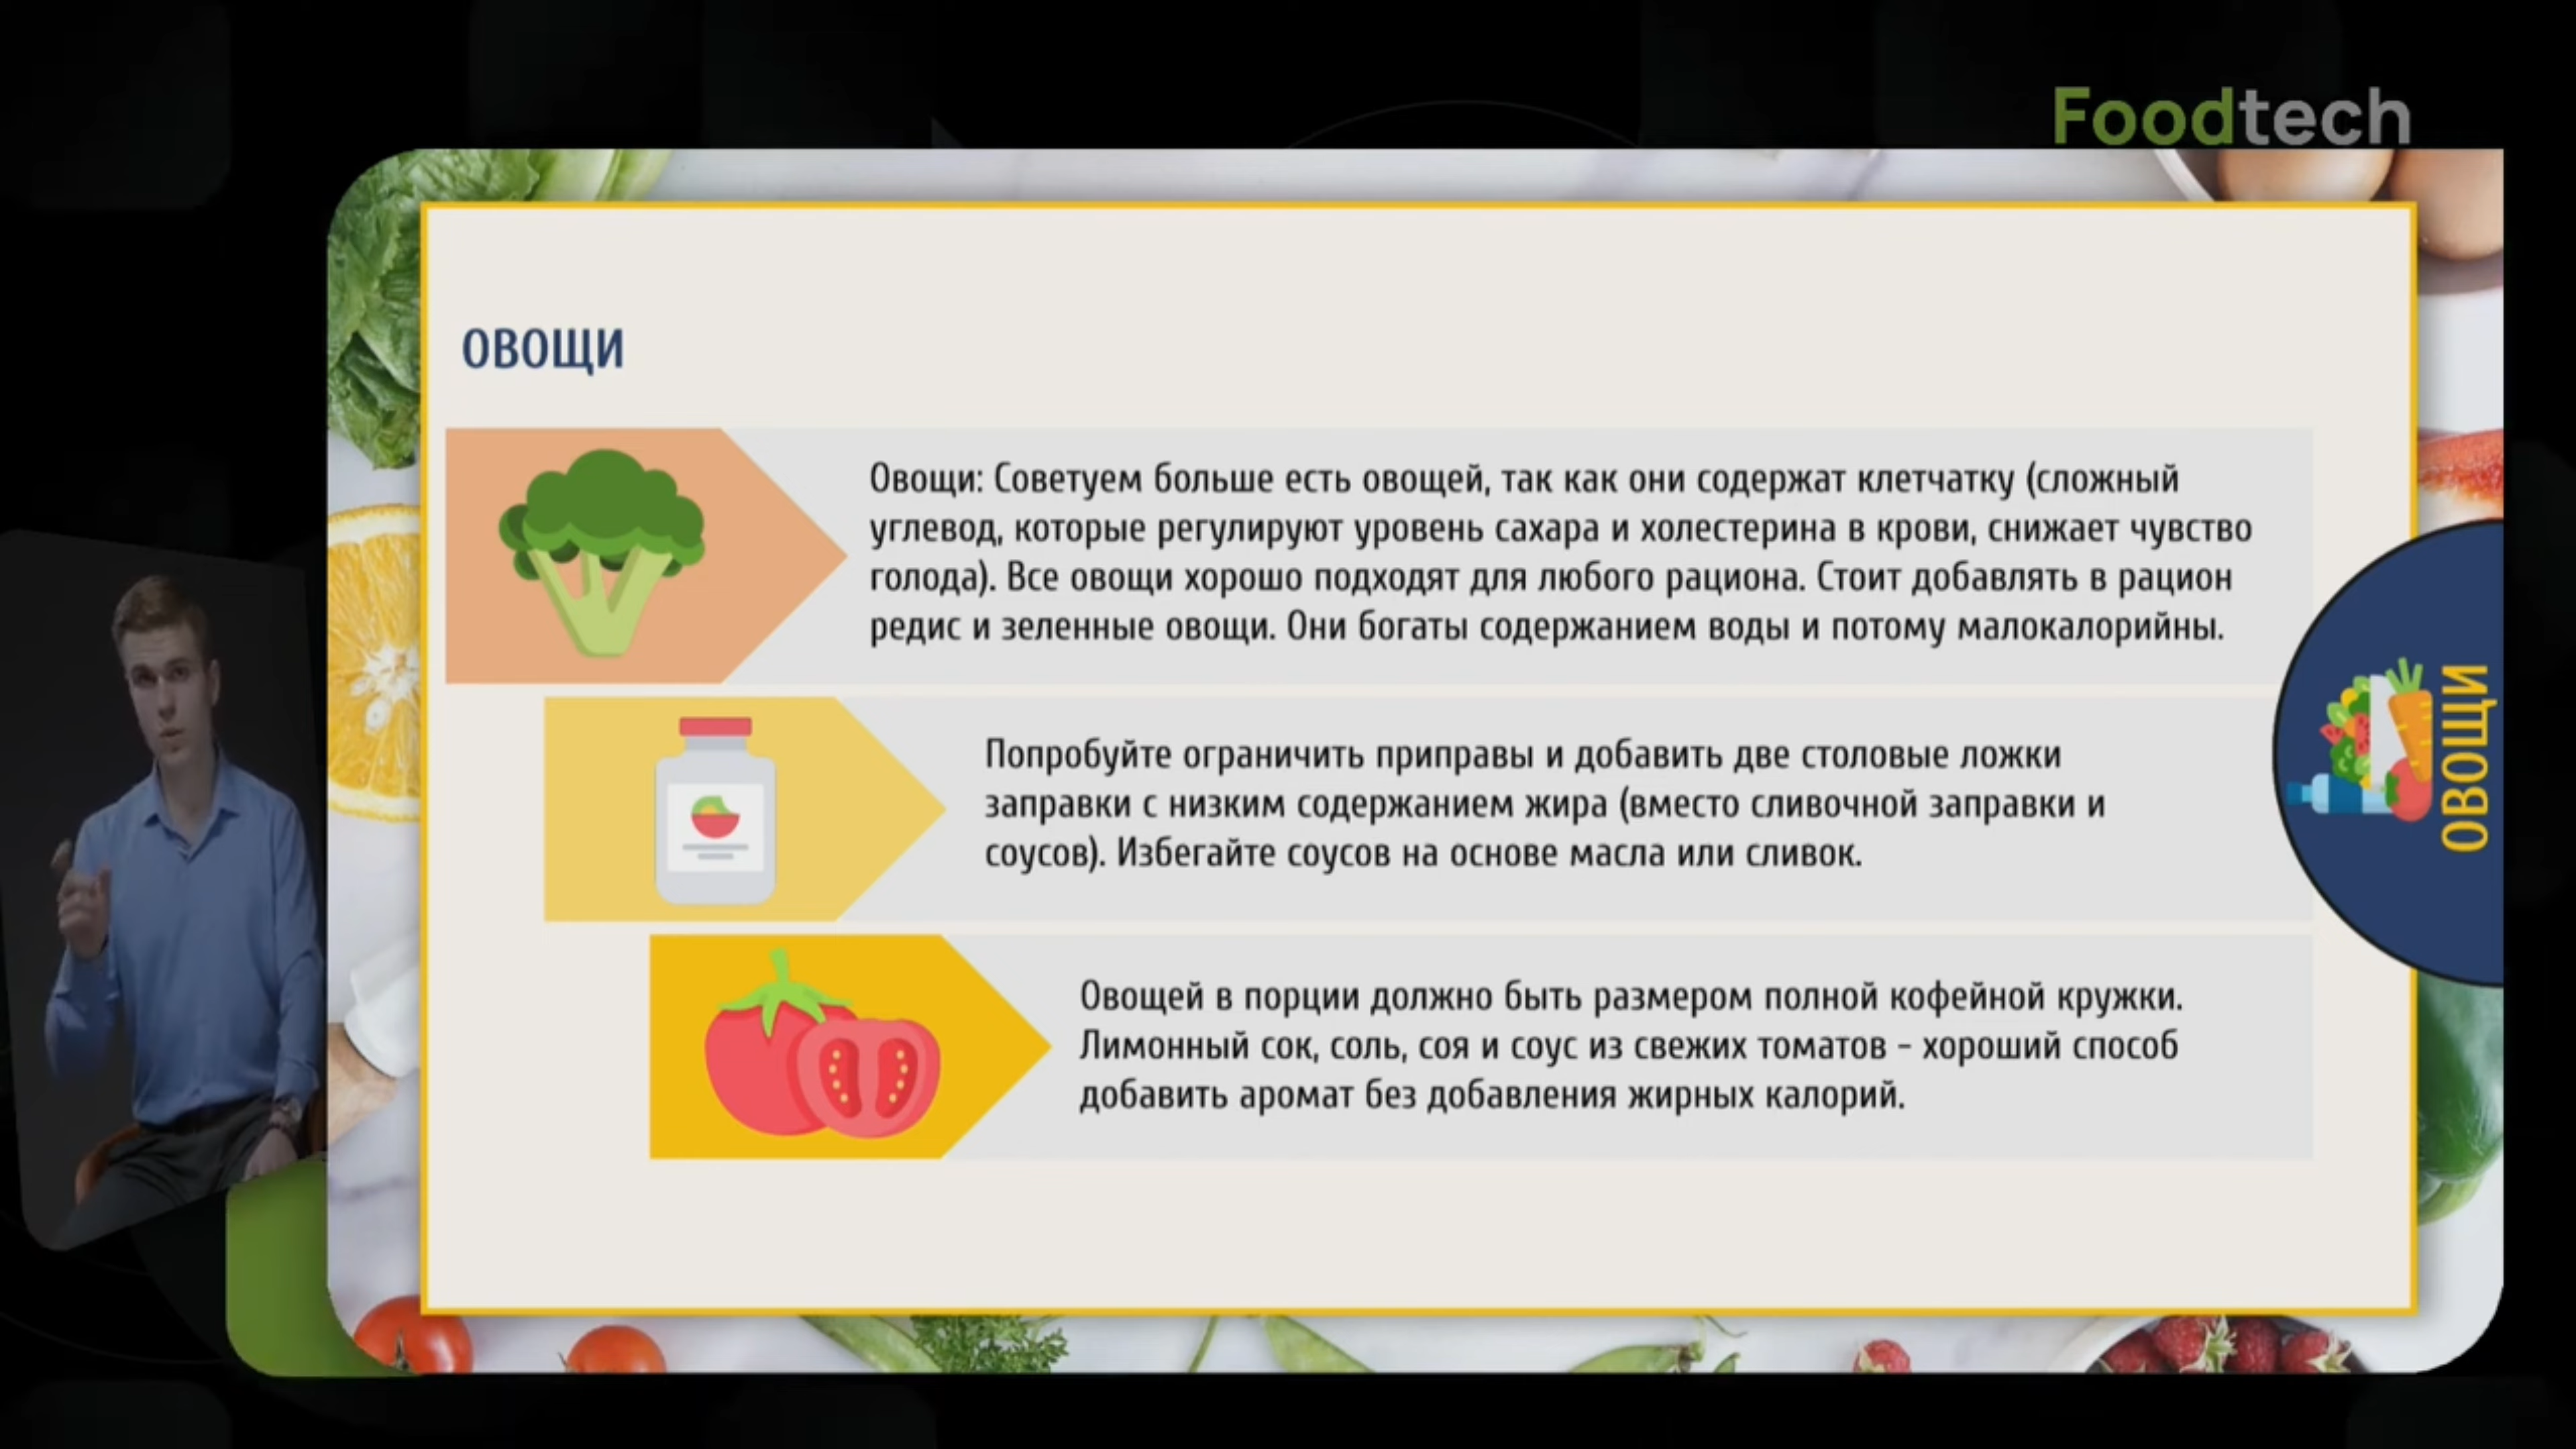 Foodtech
ОВОЩИ
Овощи: Советуем больше есть овощей, так как они содержат клетчатку (сложный
углевод, которые регулируют уровень сахара и холестерина в крови, снижает чувство
голода). Все овощи хорошо подходят для любого рациона. Стоит добавлять в рацион
редис и зеленные овощи. Они богаты содержанием воды и потому малокалорийны.
Попробуйте ограничить приправы и добавить две столовые ложки
заправки с низким содержанием жира (вместо сливочной заправки и
соусов). Избегайте соусов на основе масла или сливок.
Овощей в порции должно быть размером полной кофейной кружки.
Лимонный сок, соль, соя и соус из свежих томатов - хороший способ
добавить аромат без добавления жирных калорий.
ОВОЩИ